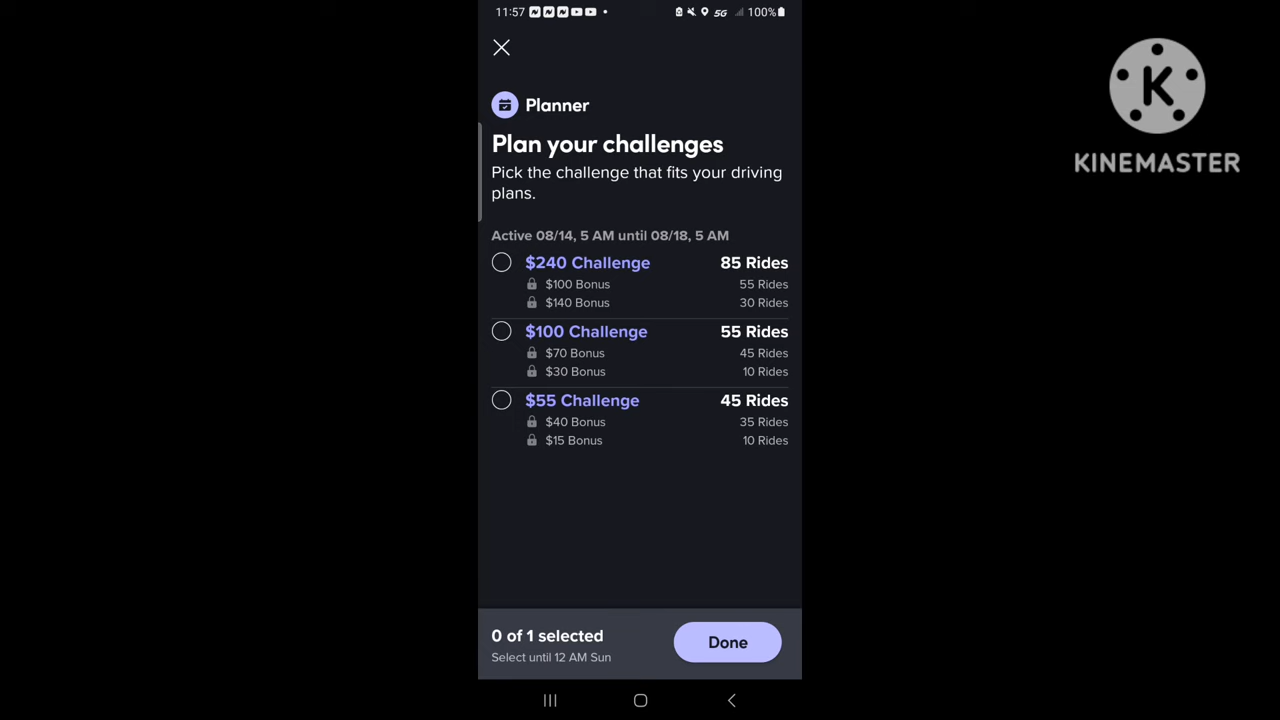 11:57
5G
100%
Planner
Plan your challenges
Pick the challenge that fits your driving
plans.
Active 08/14, 5 AM until 08/18, 5 AM
$240 Challenge 85 Rides
$100 Bonus 55 Rides
$140 Bonus 30 Rides
$100 Challenge 55 Rides
$70 Bonus 45 Rides
$30 Bonus 10 Rides
$55 Challenge 45 Rides
$40 Bonus 35 Rides
$15 Bonus 10 Rides
0 of 1 selected
Select until 12 AM Sun
Done
K
KINEMASTER